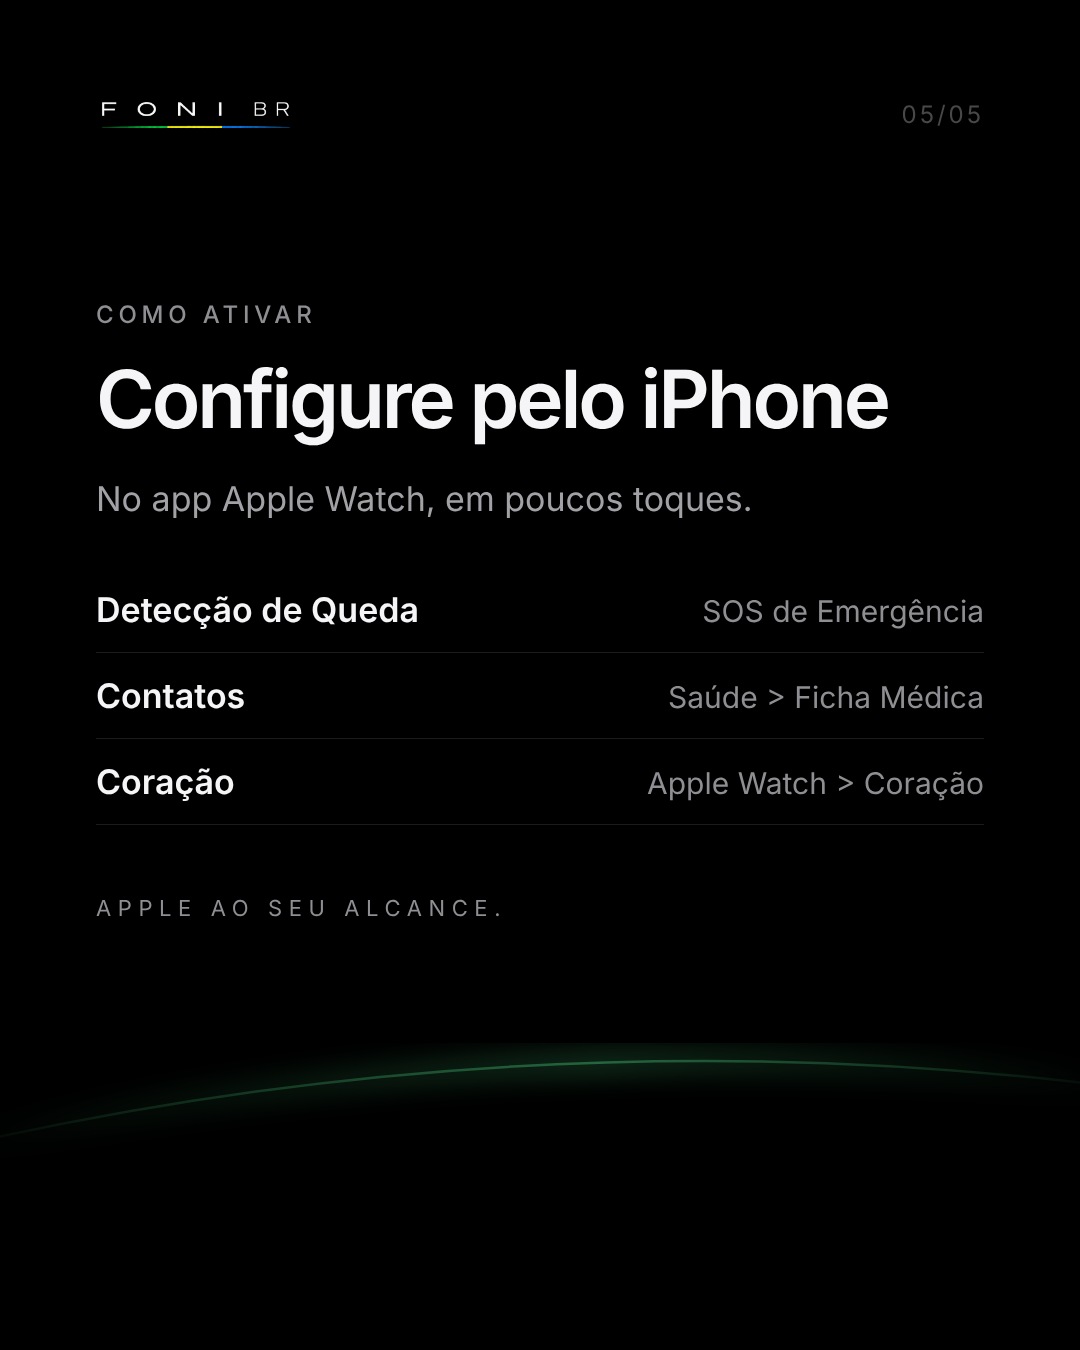 FONI BR
05/05
COMO ATIVAR
Configure pelo iPhone
No app Apple Watch, em poucos toques.
Detecção de Queda SOS de Emergência
Contatos Saúde > Ficha Médica
Coração Apple Watch > Coração
APPLE AO SEU ALCANCE.